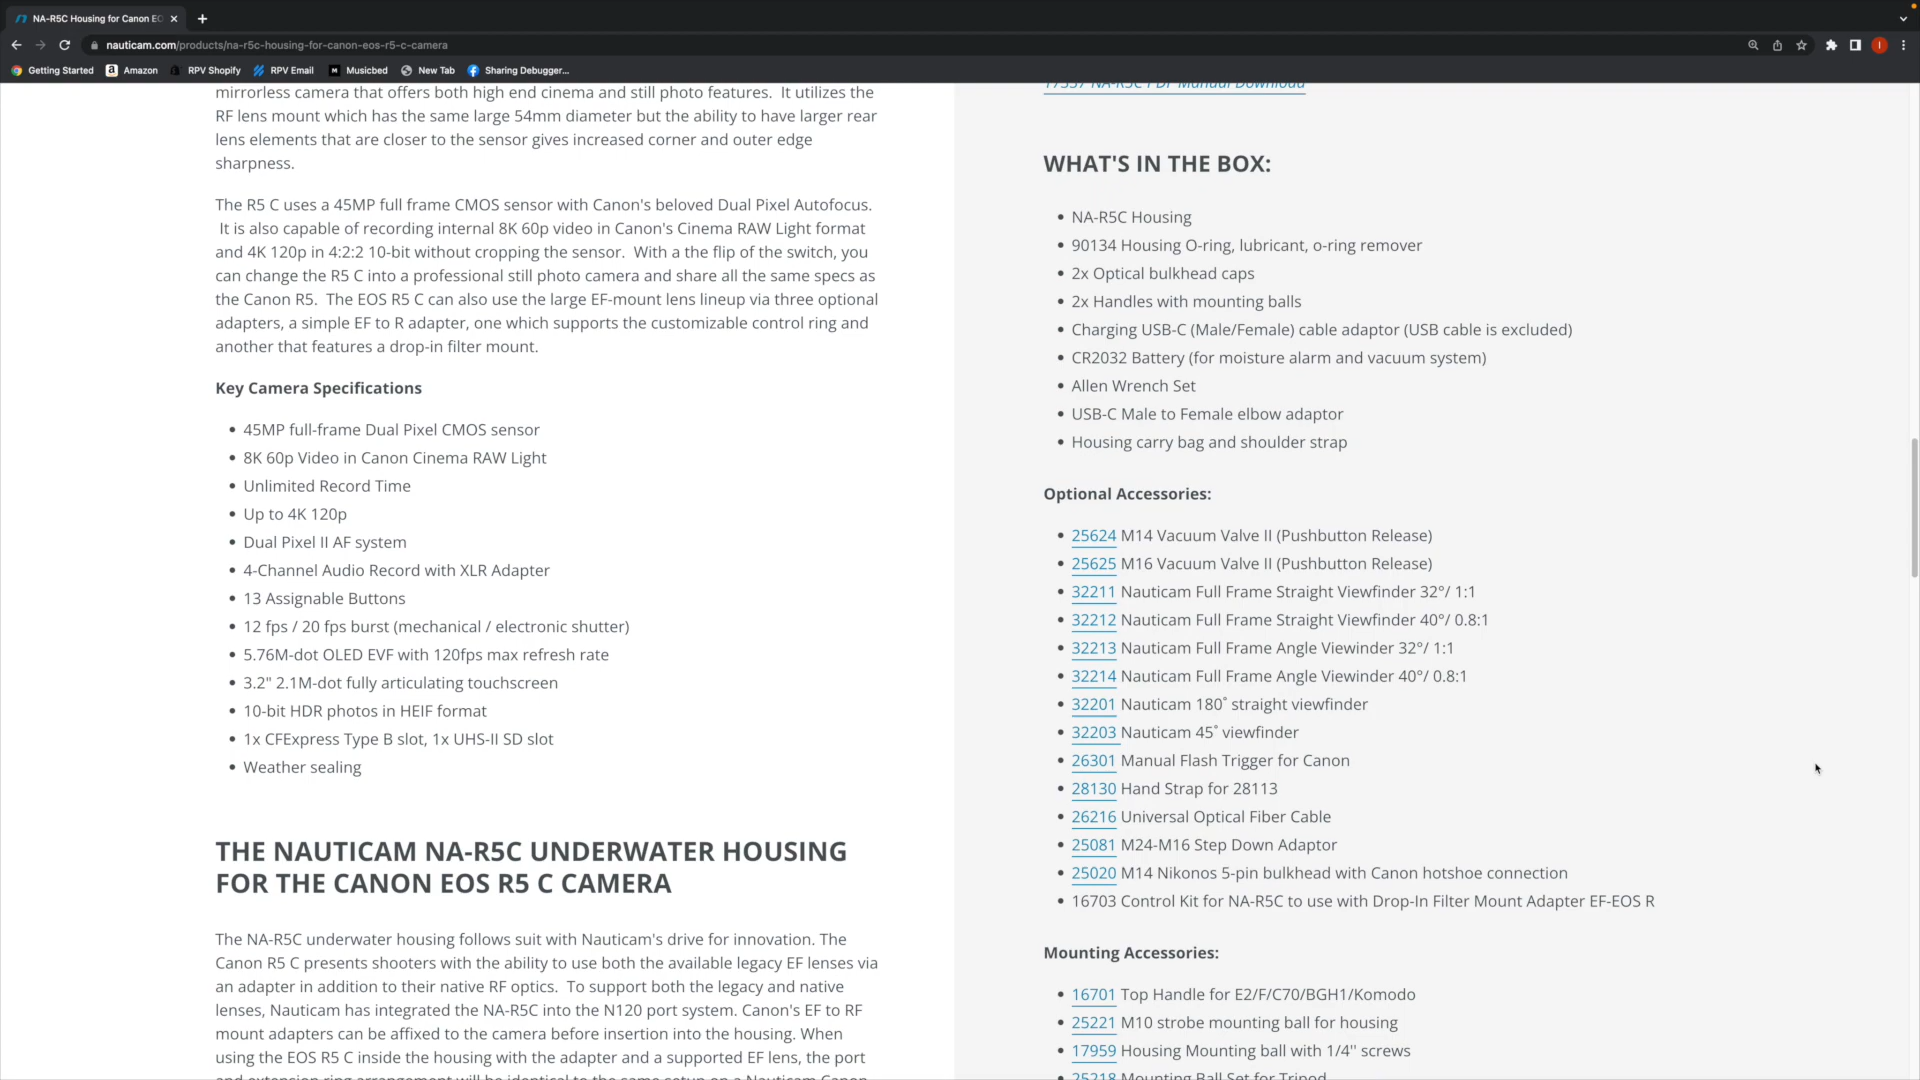 NA-R5C Housing for Canon EO
nauticam.com/products/na-r5c-housing-for-canon-eos-r5-c-camera
Getting Started Amazon RPV Shopify RPV Email Musicbed New Tab Sharing Debugger...
mirrorless camera that offers both high end cinema and still photo features. It utilizes the
RF lens mount which has the same large 54mm diameter but the ability to have larger rear
lens elements that are closer to the sensor gives increased corner and outer edge
sharpness.
The R5 C uses a 45MP full frame CMOS sensor with Canon's beloved Dual Pixel Autofocus.
It is also capable of recording internal 8K 60p video in Canon's Cinema RAW Light format
and 4K 120p in 4:2:2 10-bit without cropping the sensor. With a the flip of the switch, you
can change the R5 C into a professional still photo camera and share all the same specs as
the Canon R5. The EOS R5 C can also use the large EF-mount lens lineup via three optional
adapters, a simple EF to R adapter, one which supports the customizable control ring and
another that features a drop-in filter mount.
Key Camera Specifications
• 45MP full-frame Dual Pixel CMOS sensor
• 8K 60p Video in Canon Cinema RAW Light
• Unlimited Record Time
• Up to 4K 120p
• Dual Pixel II AF system
• 4-Channel Audio Record with XLR Adapter
• 13 Assignable Buttons
• 12 fps / 20 fps burst (mechanical / electronic shutter)
• 5.76M-dot OLED EVF with 120fps max refresh rate
• 3.2" 2.1M-dot fully articulating touchscreen
• 10-bit HDR photos in HEIF format
• 1x CFExpress Type B slot, 1x UHS-II SD slot
• Weather sealing
THE NAUTICAM NA-R5C UNDERWATER HOUSING
FOR THE CANON EOS R5 C CAMERA
The NA-R5C underwater housing follows suit with Nauticam's drive for innovation. The
Canon R5 C presents shooters with the ability to use both the available legacy EF lenses via
an adapter in addition to their native RF optics. To support both the legacy and native
lenses, Nauticam has integrated the NA-R5C into the N120 port system. Canon's EF to RF
mount adapters can be affixed to the camera before insertion into the housing. When
using the EOS R5 C inside the housing with the adapter and a supported EF lens, the port
and extension ring arrangement will be identical to the same setup on a Nauticam Canon
17357 NA-R5C PDF Manual Download
WHAT'S IN THE BOX:
• NA-R5C Housing
• 90134 Housing O-ring, lubricant, o-ring remover
• 2x Optical bulkhead caps
• 2x Handles with mounting balls
• Charging USB-C (Male/Female) cable adaptor (USB cable is excluded)
• CR2032 Battery (for moisture alarm and vacuum system)
• Allen Wrench Set
• USB-C Male to Female elbow adaptor
• Housing carry bag and shoulder strap
Optional Accessories:
• 25624 M14 Vacuum Valve II (Pushbutton Release)
• 25625 M16 Vacuum Valve II (Pushbutton Release)
• 32211 Nauticam Full Frame Straight Viewfinder 32°/ 1:1
• 32212 Nauticam Full Frame Straight Viewfinder 40°/ 0.8:1
• 32213 Nauticam Full Frame Angle Viewinder 32°/ 1:1
• 32214 Nauticam Full Frame Angle Viewinder 40°/ 0.8:1
• 32201 Nauticam 180˚ straight viewfinder
• 32203 Nauticam 45˚ viewfinder
• 26301 Manual Flash Trigger for Canon
• 28130 Hand Strap for 28113
• 26216 Universal Optical Fiber Cable
• 25081 M24-M16 Step Down Adaptor
• 25020 M14 Nikonos 5-pin bulkhead with Canon hotshoe connection
• 16703 Control Kit for NA-R5C to use with Drop-In Filter Mount Adapter EF-EOS R
Mounting Accessories:
• 16701 Top Handle for E2/F/C70/BGH1/Komodo
• 25221 M10 strobe mounting ball for housing
• 17959 Housing Mounting ball with 1/4'' screws
• 25218 Mounting Ball Set for Tripod